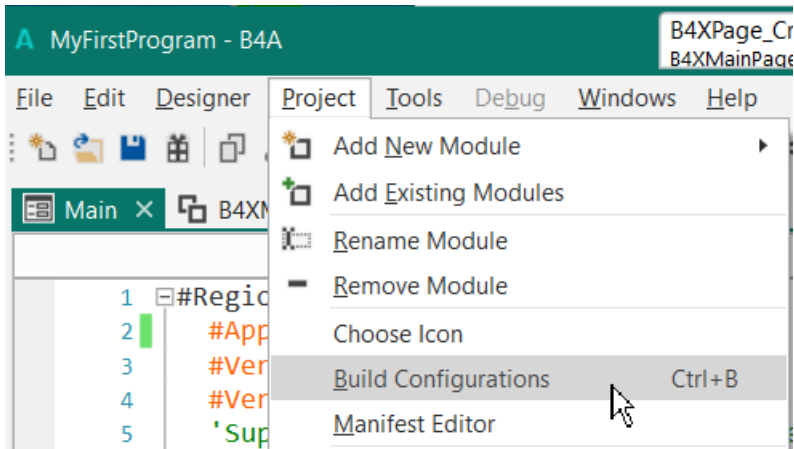 A MyFirstProgram - B4A
B4XPage_Cr
B4XMainPage
File Edit Designer Project Tools Debug Windows Help
Add New Module
Add Existing Modules
Main B4XM
Rename Module
Remove Module
1 #Regio
2 #App
Choose Icon
3 #Ver
Build Configurations Ctrl+B
4 #Ver
Manifest Editor
5 'Sup